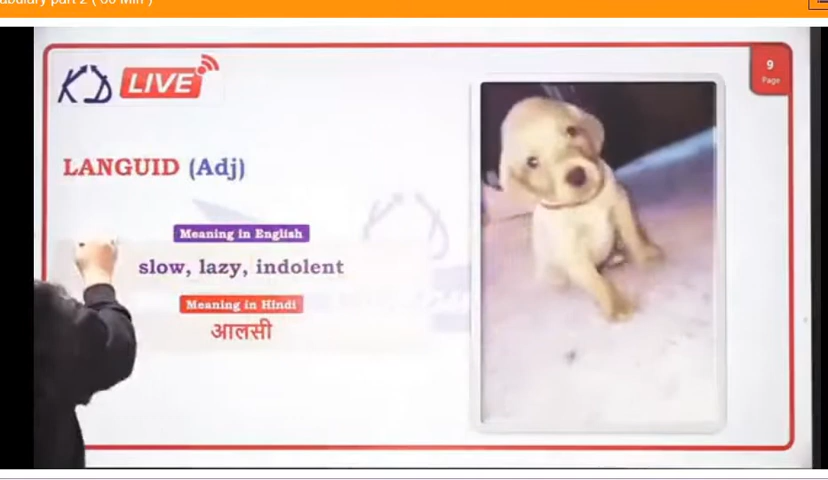 KD LIVE
9
Page
LANGUID (Adj)
Meaning in English
slow, lazy, indolent
Meaning in Hindi
आलसी